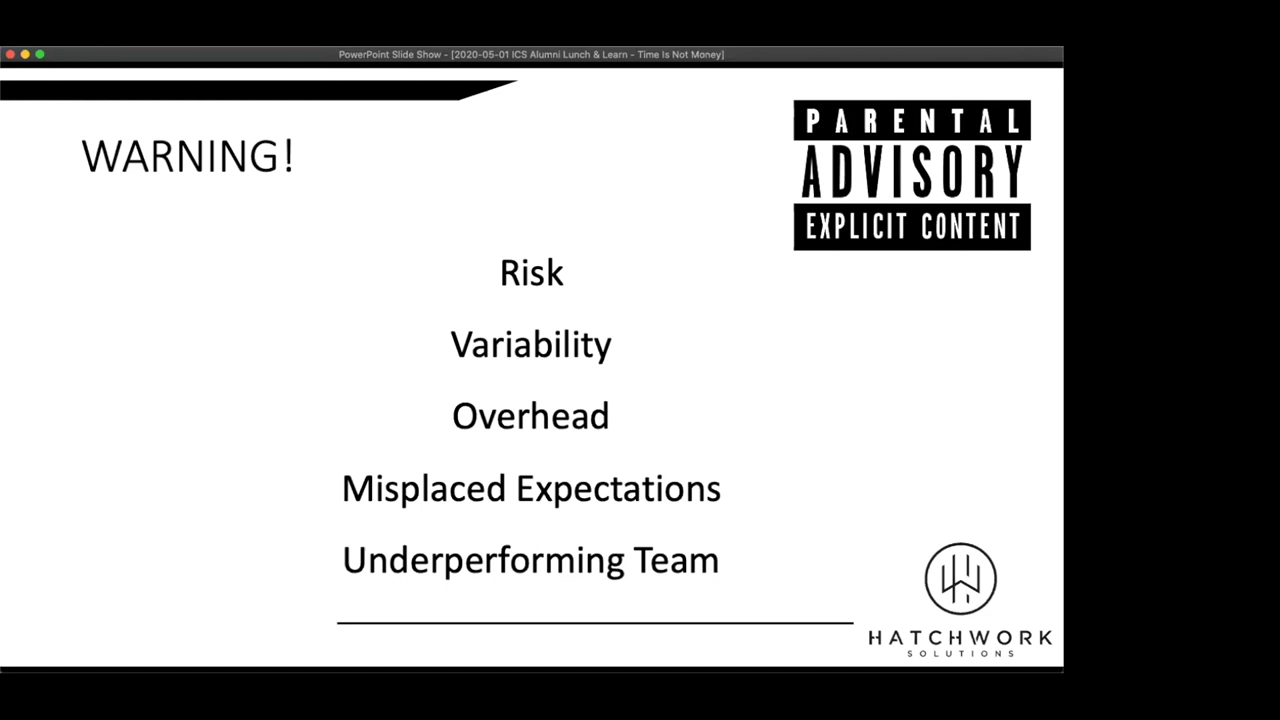 PowerPoint Slide Show - [2020-05-01 ICS Alumni Lunch & Learn - Time Is Not Money]
WARNING!
PARENTAL
ADVISORY
EXPLICIT CONTENT
Risk
Variability
Overhead
Misplaced Expectations
Underperforming Team
HATCHWORK
SOLUTIONS